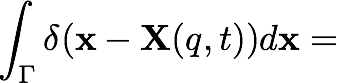 ∫_Γ δ(𝐱 − 𝐗(q, t))d𝐱 =